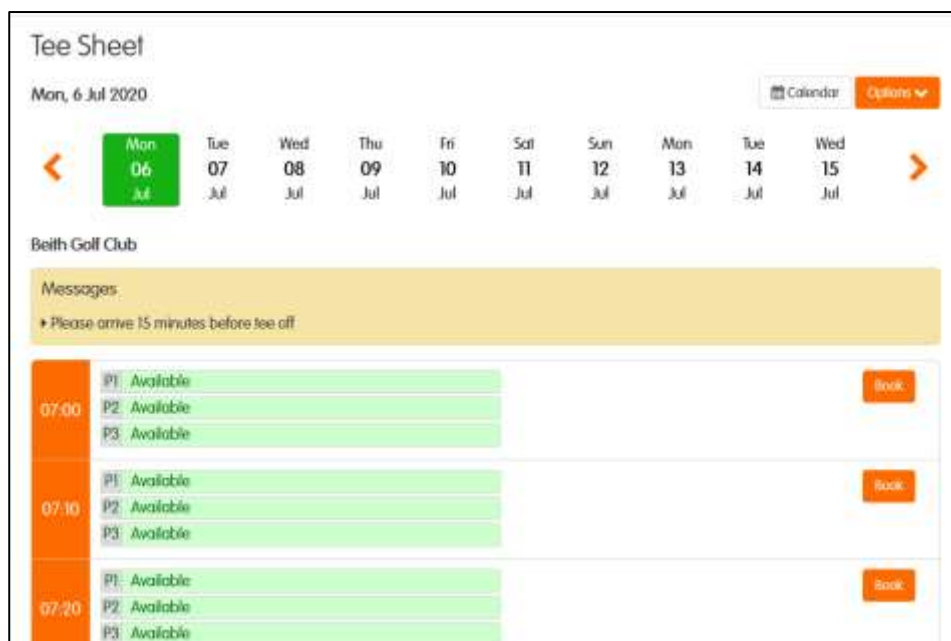 Tee Sheet
Mon, 6 Jul 2020
Calendar
Options
Mon Tue Wed Thu Fri Sat Sun Mon Tue Wed
06 07 08 09 10 11 12 13 14 15
Jul Jul Jul Jul Jul Jul Jul Jul Jul Jul
Beith Golf Club
Messages
Please arrive 15 minutes before tee off
07:00
P1 Available
P2 Available
P3 Available
Book
07:10
P1 Available
P2 Available
P3 Available
Book
07:20
P1 Available
P2 Available
P3 Available
Book